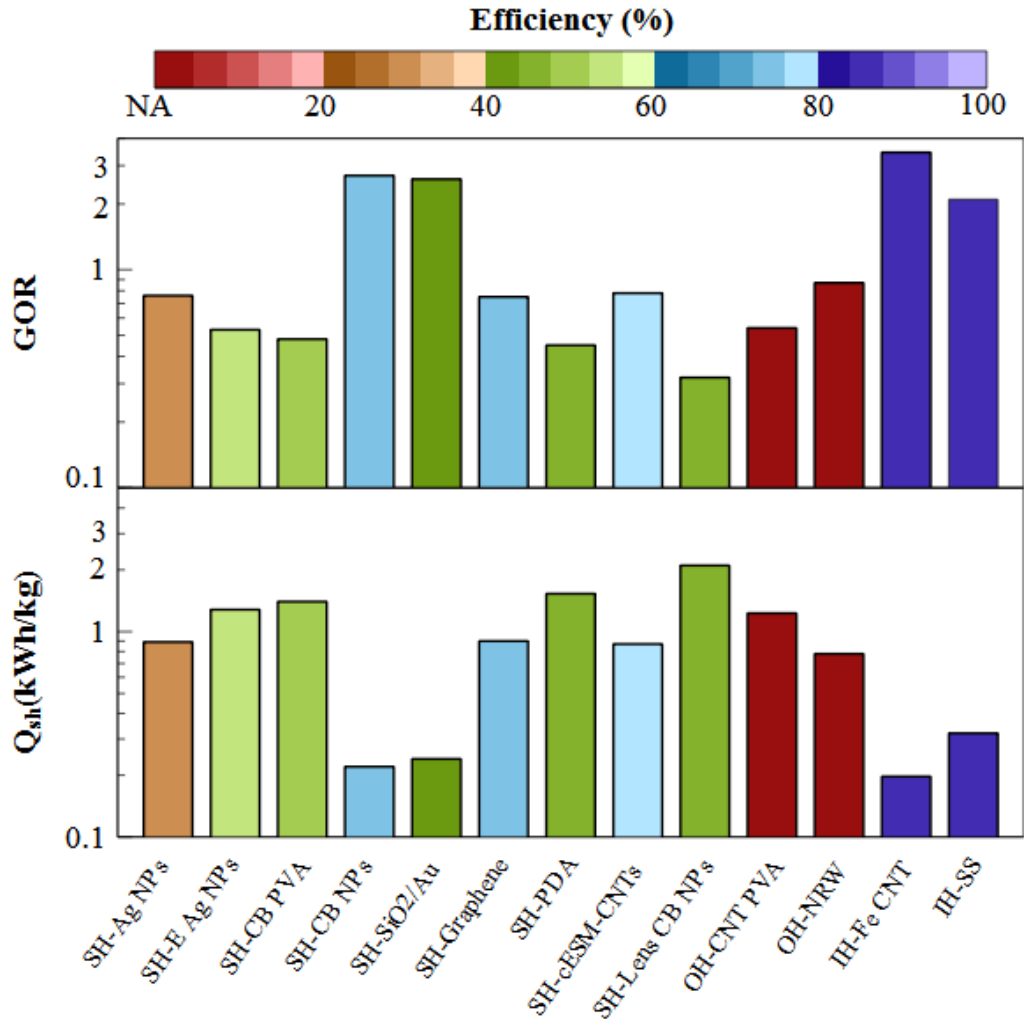 Efficiency (%)
NA 20 40 60 80 100
GOR
3
2
1
0.1
Qsh(kWh/kg)
3
2
1
0.1
SH-Ag NPs
SH-E Ag NPs
SH-CB PVA
SH-CB NPs
SH-SiO2/Au
SH-Graphene
SH-PDA
SH-cESM-CNTs
SH-Lens CB NPs
OH-CNT PVA
OH-NRW
IH-Fe CNT
IH-SS